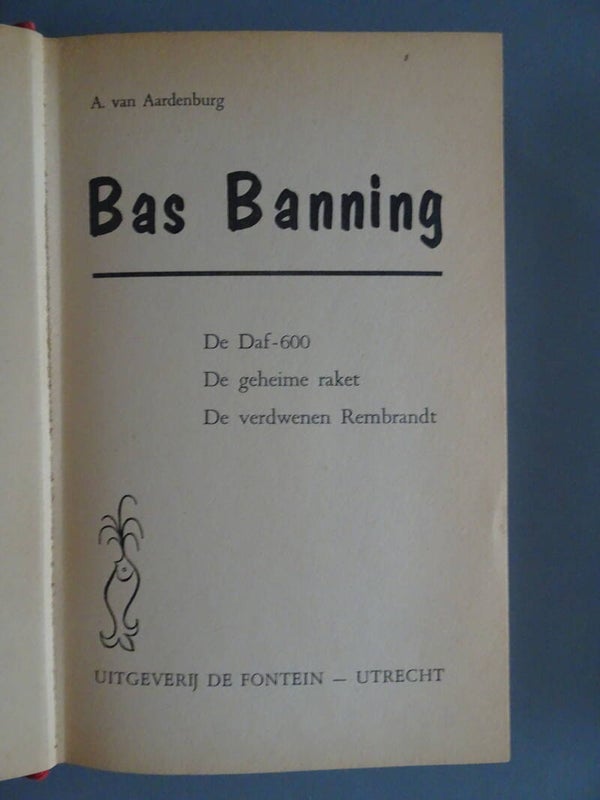 A. van Aardenburg
Bas Banning
De Daf-600
De geheime raket
De verdwenen Rembrandt
UITGEVERIJ DE FONTEIN — UTRECHT